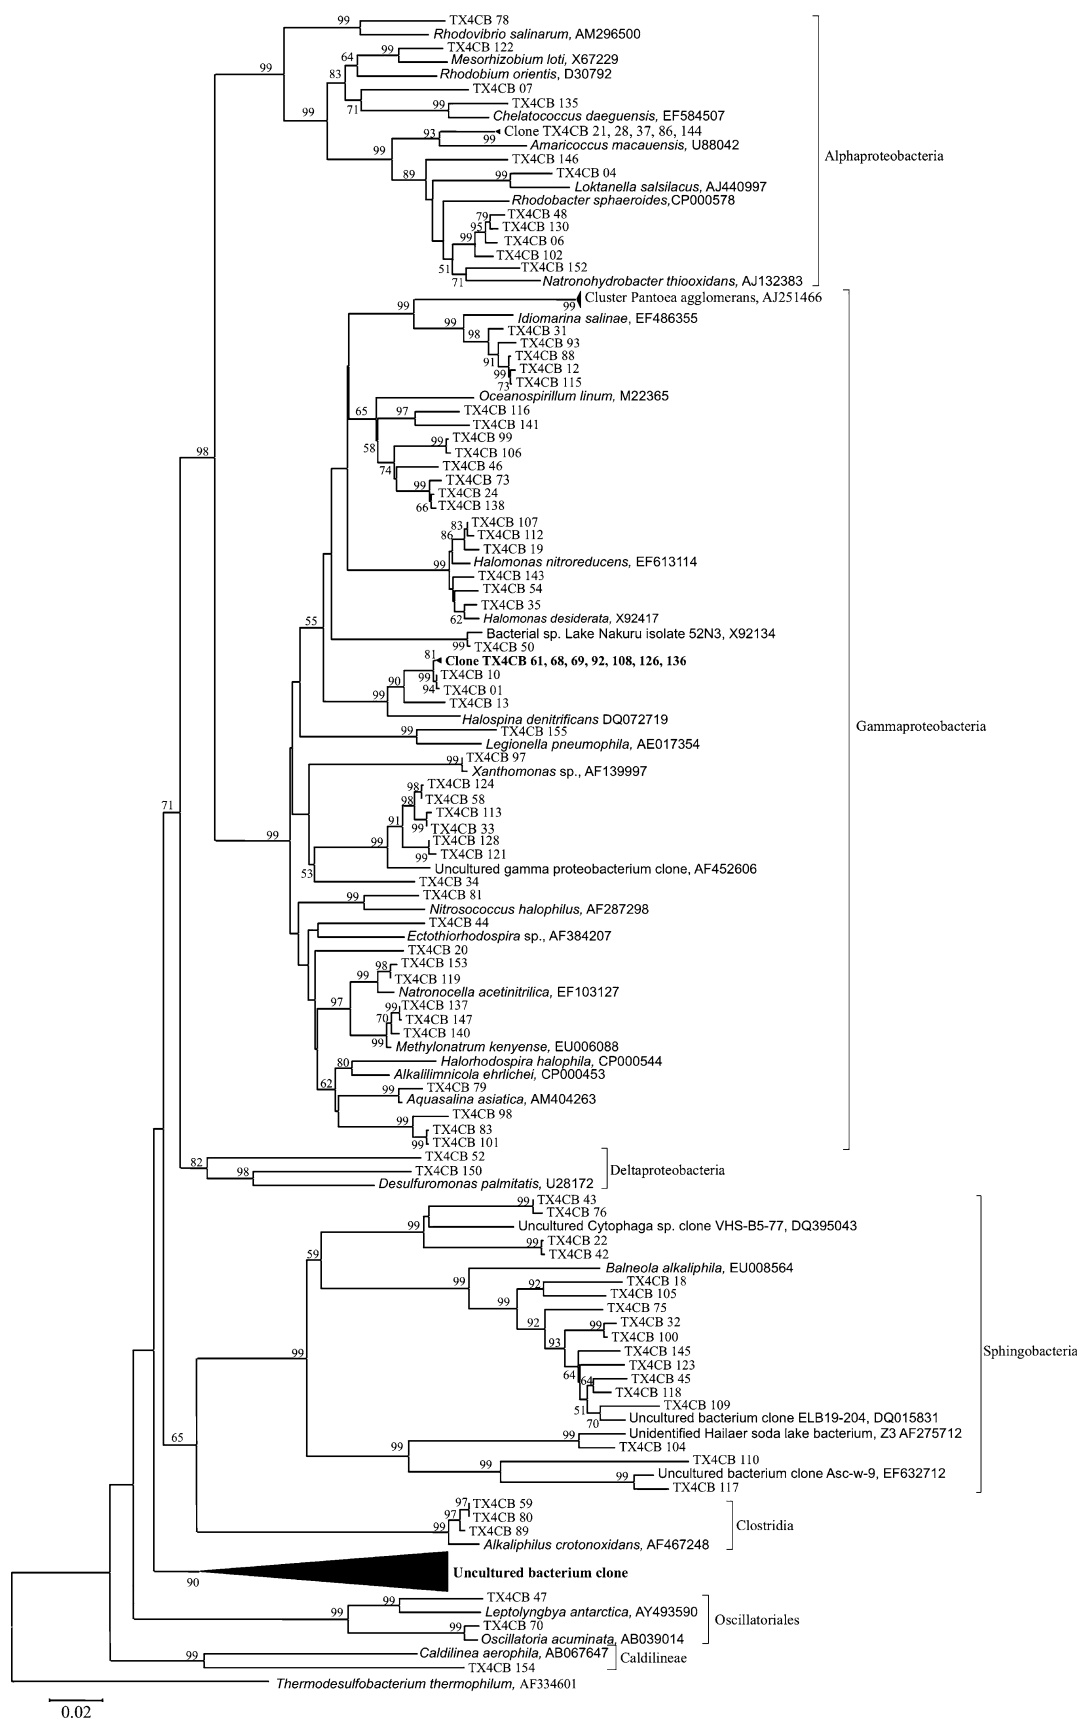 99
TX4CB 78
Rhodovibrio salinarum, AM296500
99
TX4CB 122
64
Mesorhizobium loti, X67229
99
83
Rhodobium orientis, D30792
TX4CB 07
99
71
99
TX4CB 135
Chelatococcus daeguensis, EF584507
93
99
Clone TX4CB 21, 28, 37, 86, 144
Amaricoccus macauensis, U88042
99
Alphaproteobacteria
TX4CB 146
89
99
TX4CB 04
Loktanella salsilacus, AJ440997
Rhodobacter sphaeroides,CP000578
79
TX4CB 48
95
TX4CB 130
99
TX4CB 06
TX4CB 102
51
TX4CB 152
71
Natronohydrobacter thiooxidans, AJ132383
99
99
Cluster Pantoea agglomerans, AJ251466
99
Idiomarina salinae, EF486355
98
TX4CB 31
TX4CB 93
91
TX4CB 88
99
TX4CB 12
73
TX4CB 115
Oceanospirillum linum, M22365
65
97
TX4CB 116
TX4CB 141
58
99
TX4CB 99
TX4CB 106
74
TX4CB 46
99
TX4CB 73
TX4CB 24
66
TX4CB 138
98
83
TX4CB 107
86
TX4CB 112
TX4CB 19
99
Halomonas nitroreducens, EF613114
TX4CB 143
TX4CB 54
TX4CB 35
62
Halomonas desiderata, X92417
55
Bacterial sp. Lake Nakuru isolate 52N3, X92134
99
TX4CB 50
81
Clone TX4CB 61, 68, 69, 92, 108, 126, 136
90
99
TX4CB 10
94
TX4CB 01
99
TX4CB 13
Halospina denitrificans DQ072719
Gammaproteobacteria
99
TX4CB 155
Legionella pneumophila, AE017354
99
TX4CB 97
Xanthomonas sp., AF139997
98
TX4CB 124
98
TX4CB 58
71
91
TX4CB 113
99
TX4CB 33
99
99
TX4CB 128
99
TX4CB 121
Uncultured gamma proteobacterium clone, AF452606
53
TX4CB 34
99
TX4CB 81
Nitrosococcus halophilus, AF287298
TX4CB 44
Ectothiorhodospira sp., AF384207
TX4CB 20
98
TX4CB 153
99
TX4CB 119
Natronocella acetinitrilica, EF103127
97
99
TX4CB 137
70
TX4CB 147
TX4CB 140
99
Methylonatrum kenyense, EU006088
80
Halorhodospira halophila, CP000544
Alkalilimnicola ehrlichei, CP000453
62
99
TX4CB 79
Aquasalina asiatica, AM404263
99
TX4CB 98
TX4CB 83
99
TX4CB 101
82
TX4CB 52
98
TX4CB 150
Deltaproteobacteria
Desulfuromonas palmitatis, U28172
99
TX4CB 43
TX4CB 76
99
Uncultured Cytophaga sp. clone VHS-B5-77, DQ395043
99
TX4CB 22
TX4CB 42
59
Balneola alkaliphila, EU008564
99
92
TX4CB 18
TX4CB 105
99
TX4CB 75
92
99
TX4CB 32
TX4CB 100
93
TX4CB 145
Sphingobacteria
99
TX4CB 123
64
64
TX4CB 45
TX4CB 118
51
TX4CB 109
70
Uncultured bacterium clone ELB19-204, DQ015831
65
99
Unidentified Hailaer soda lake bacterium, Z3 AF275712
99
TX4CB 104
99
TX4CB 110
99
Uncultured bacterium clone Asc-w-9, EF632712
TX4CB 117
97
TX4CB 59
97
TX4CB 80
99
TX4CB 89
Clostridia
Alkaliphilus crotonoxidans, AF467248
90
Uncultured bacterium clone
99
TX4CB 47
99
Leptolyngbya antarctica, AY493590
Oscillatoriales
99
TX4CB 70
Oscillatoria acuminata, AB039014
99
Caldilinea aerophila, AB067647
Caldilineae
TX4CB 154
Thermodesulfobacterium thermophilum, AF334601
0.02